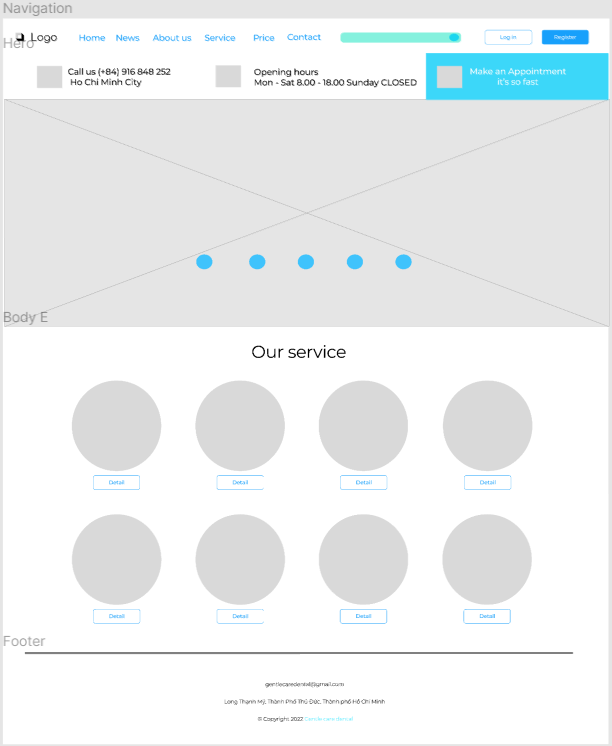 Navigation
Hero
Logo
Home News About us Service Price Contact
Log in
Register
Call us (+84) 916 848 252
Ho Chi Minh City
Opening hours
Mon - Sat 8.00 - 18.00 Sunday CLOSED
Make an Appointment
it's so fast
Body E
Our service
Detail Detail Detail Detail
Detail Detail Detail Detail
Footer
gentlecaredental@gmail.com
Long Thạnh Mỹ, Thành Phố Thủ Đức, Thành phố Hồ Chí Minh
© Copyright 2022